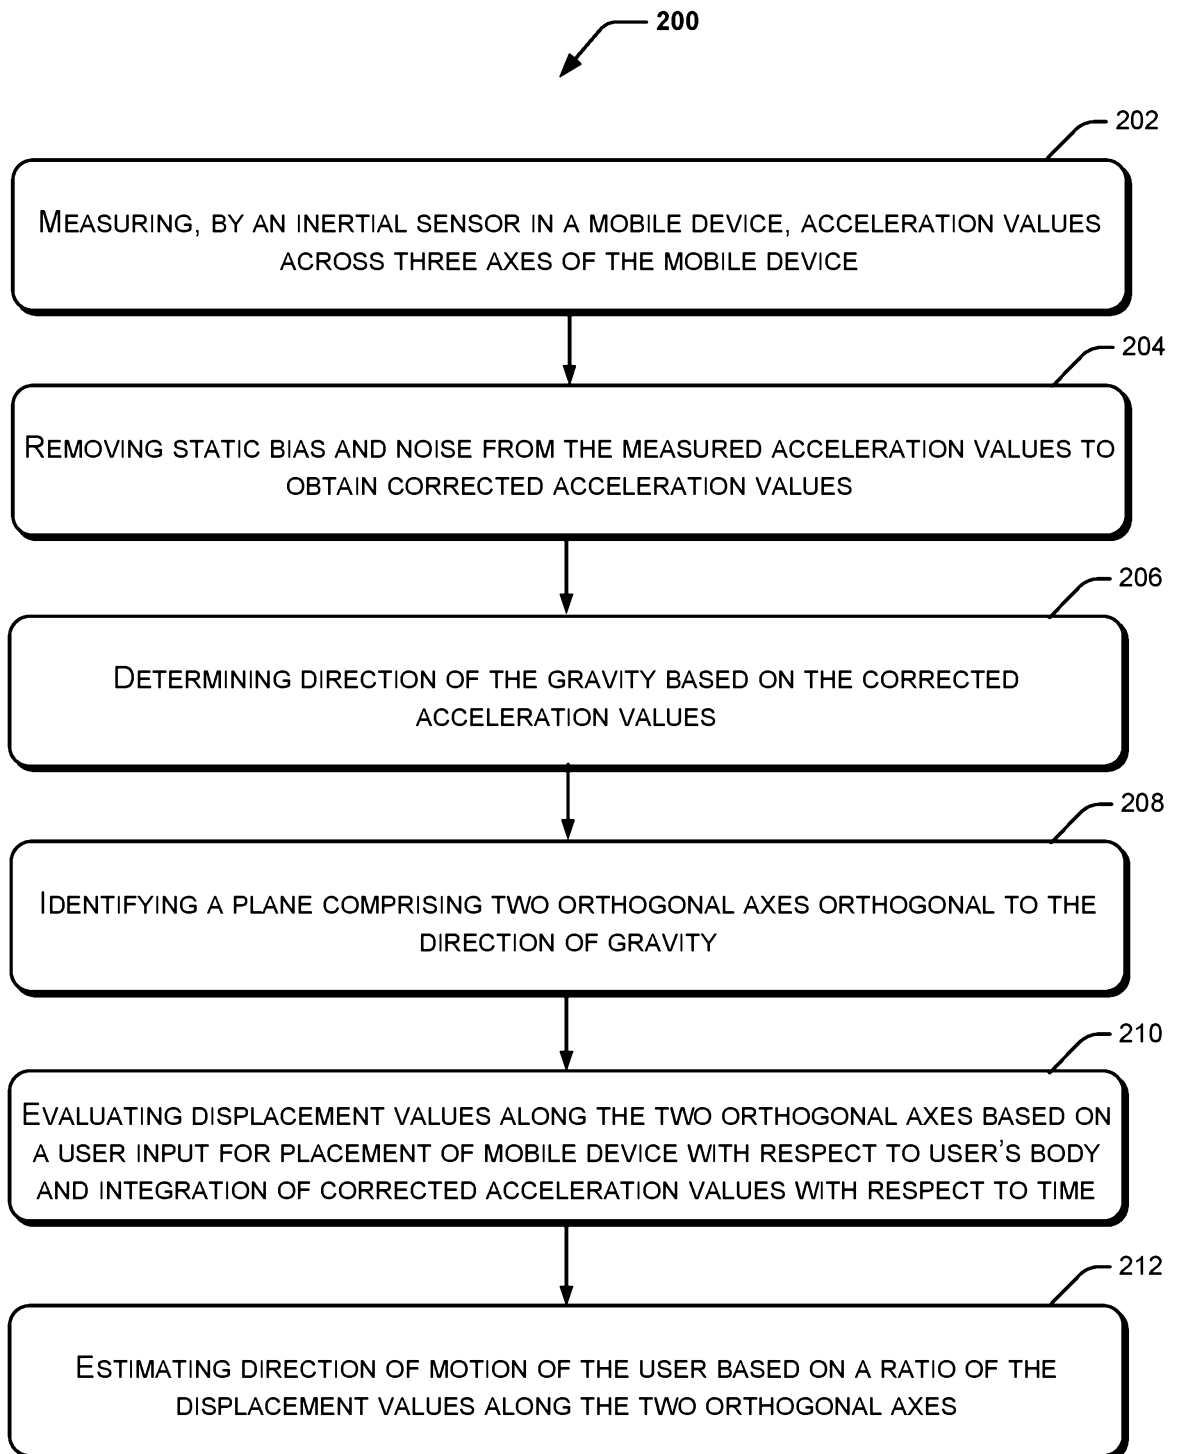 200
202
MEASURING, BY AN INERTIAL SENSOR IN A MOBILE DEVICE, ACCELERATION VALUES
ACROSS THREE AXES OF THE MOBILE DEVICE
204
REMOVING STATIC BIAS AND NOISE FROM THE MEASURED ACCELERATION VALUES TO
OBTAIN CORRECTED ACCELERATION VALUES
206
DETERMINING DIRECTION OF THE GRAVITY BASED ON THE CORRECTED
ACCELERATION VALUES
208
IDENTIFYING A PLANE COMPRISING TWO ORTHOGONAL AXES ORTHOGONAL TO THE
DIRECTION OF GRAVITY
210
EVALUATING DISPLACEMENT VALUES ALONG THE TWO ORTHOGONAL AXES BASED ON
A USER INPUT FOR PLACEMENT OF MOBILE DEVICE WITH RESPECT TO USER'S BODY
AND INTEGRATION OF CORRECTED ACCELERATION VALUES WITH RESPECT TO TIME
212
ESTIMATING DIRECTION OF MOTION OF THE USER BASED ON A RATIO OF THE
DISPLACEMENT VALUES ALONG THE TWO ORTHOGONAL AXES